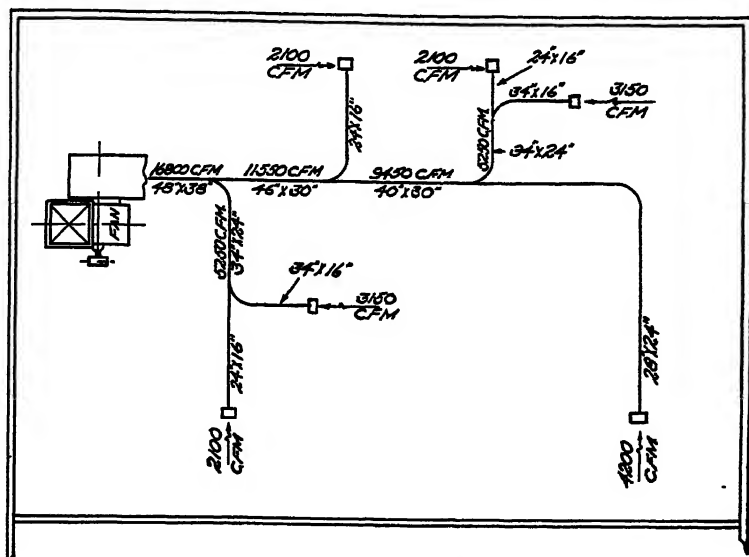 2100
CFM
2100
CFM
24"X16"
34"X16"
3150
CFM
24"X16"
5250 CFM.
34"X24"
16800 CFM
48"X38"
11550 CFM
46"X30"
9450 CFM
40"X30"
FAN
5250 CFM.
34"X24"
34"X16"
3150
CFM
24"X16"
28"X24"
2100
CFM
4200
CFM